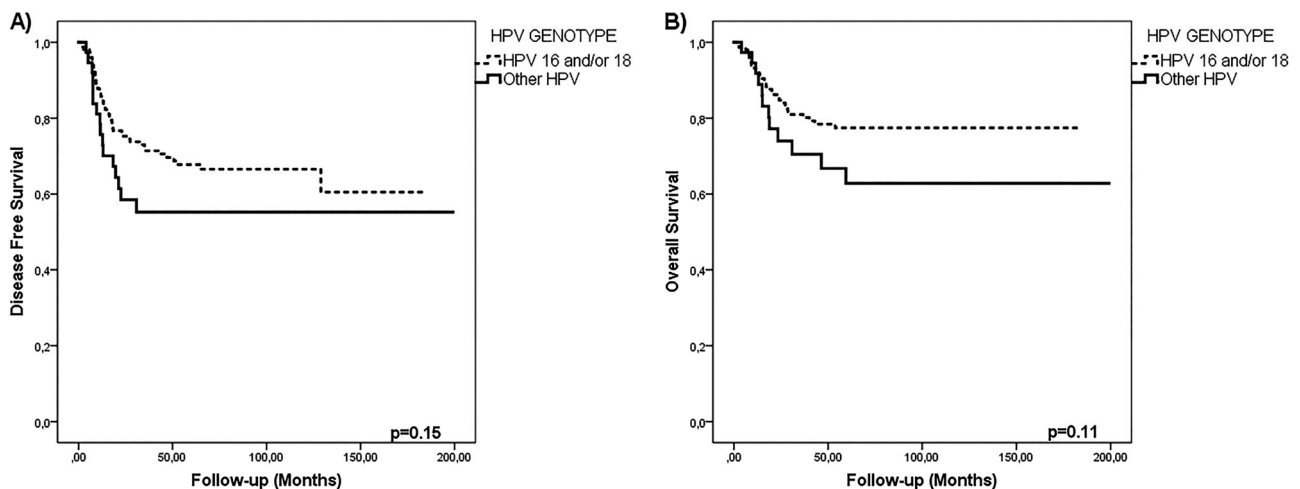 A)
HPV GENOTYPE
HPV 16 and/or 18
Other HPV
1,0
0,8
0,6
0,4
0,2
0,0
Disease Free Survival
p=0.15
,00
50,00
100,00
150,00
200,00
Follow-up (Months)
B)
HPV GENOTYPE
HPV 16 and/or 18
Other HPV
1,0
0,8
0,6
0,4
0,2
0,0
Overall Survival
p=0.11
,00
50,00
100,00
150,00
200,00
Follow-up (Months)